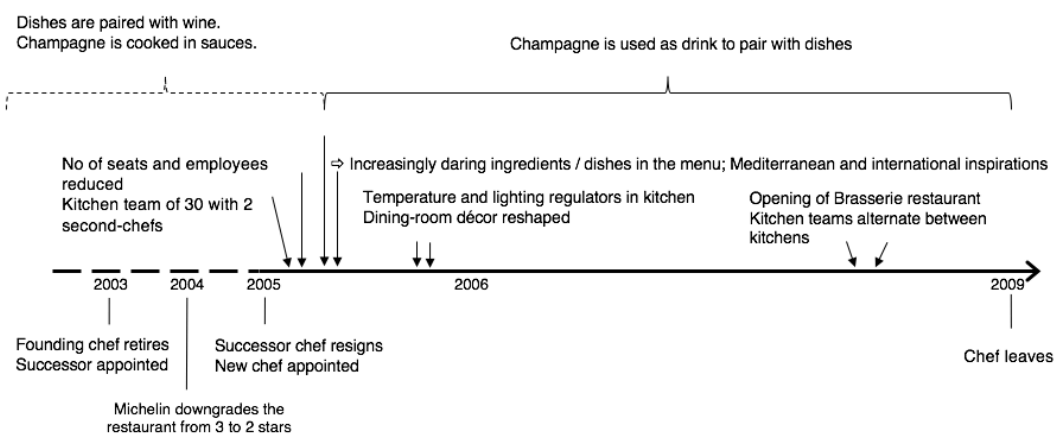 Dishes are paired with wine.
Champagne is cooked in sauces.
Champagne is used as drink to pair with dishes
No of seats and employees
reduced
Kitchen team of 30 with 2
second-chefs
⇨ Increasingly daring ingredients / dishes in the menu; Mediterranean and international inspirations
Temperature and lighting regulators in kitchen
Dining-room décor reshaped
Opening of Brasserie restaurant
Kitchen teams alternate between
kitchens
2003 2004 2005 2006 2009
Founding chef retires
Successor appointed
Successor chef resigns
New chef appointed
Chef leaves
Michelin downgrades the
restaurant from 3 to 2 stars